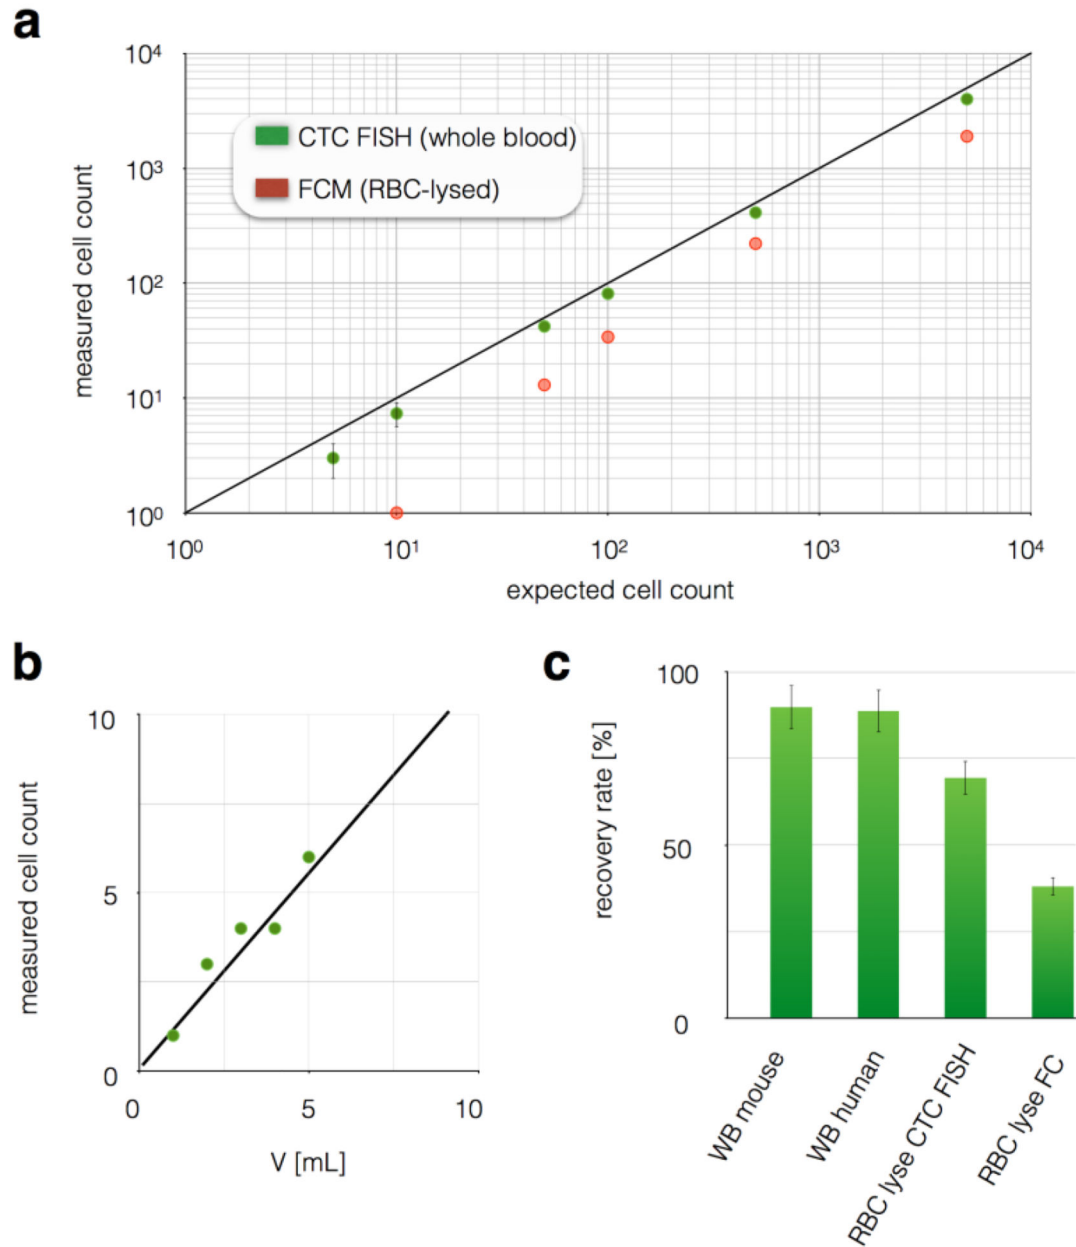 a
10⁴
10³
10²
10¹
10⁰
measured cell count
CTC FISH (whole blood)
FCM (RBC-lysed)
10⁰ 10¹ 10² 10³ 10⁴
expected cell count
b
10
5
0
measured cell count
0 5 10
V [mL]
c
100
50
0
recovery rate [%]
WB mouse
WB human
RBC lyse CTC FISH
RBC lyse FC